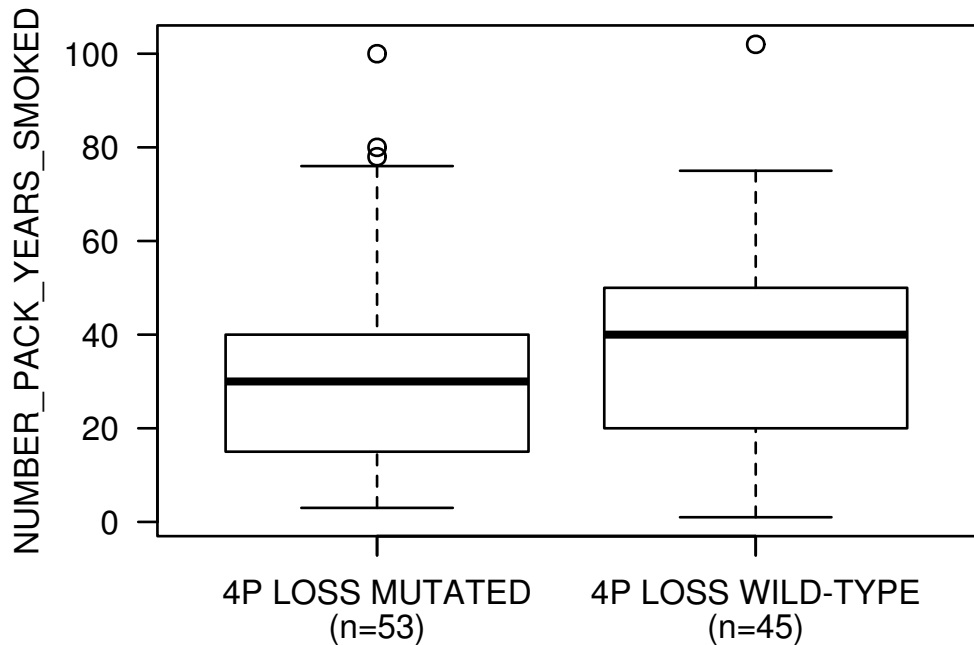 NUMBER_PACK_YEARS_SMOKED
100
80
60
40
20
0
4P LOSS MUTATED
(n=53)
4P LOSS WILD-TYPE
(n=45)